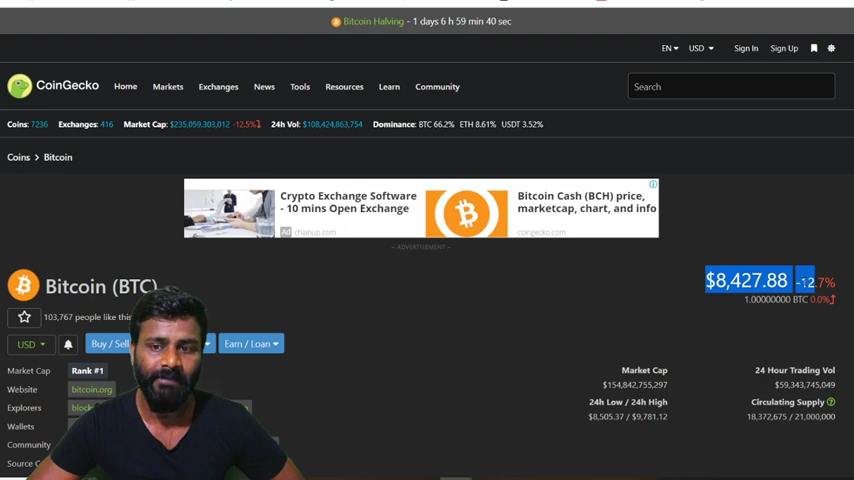 Bitcoin Halving - 1 days 6 h 59 min 40 sec
EN USD Sign In Sign Up
CoinGecko Home Markets Exchanges News Tools Resources Learn Community Search
Coins: 7236 Exchanges: 416 Market Cap: $235,059,303,012 -12.5% 24h Vol: $108,424,863,754 Dominance: BTC 66.2% ETH 8.61% USDT 3.52%
Coins > Bitcoin
Crypto Exchange Software
- 10 mins Open Exchange
Ad chainup.com
Bitcoin Cash (BCH) price,
marketcap, chart, and info
coingecko.com
– ADVERTISEMENT –
Bitcoin (BTC)
$8,427.88 -12.7%
1.00000000 BTC 0.0%
103,767 people like this
USD Buy / Sell Earn / Loan
Market Cap Rank #1
Website bitcoin.org
Explorers
Wallets
Community
Market Cap
$154,842,755,297
24 Hour Trading Vol
$59,343,745,049
24h Low / 24h High
$8,505.37 / $9,781.12
Circulating Supply
18,372,675 / 21,000,000